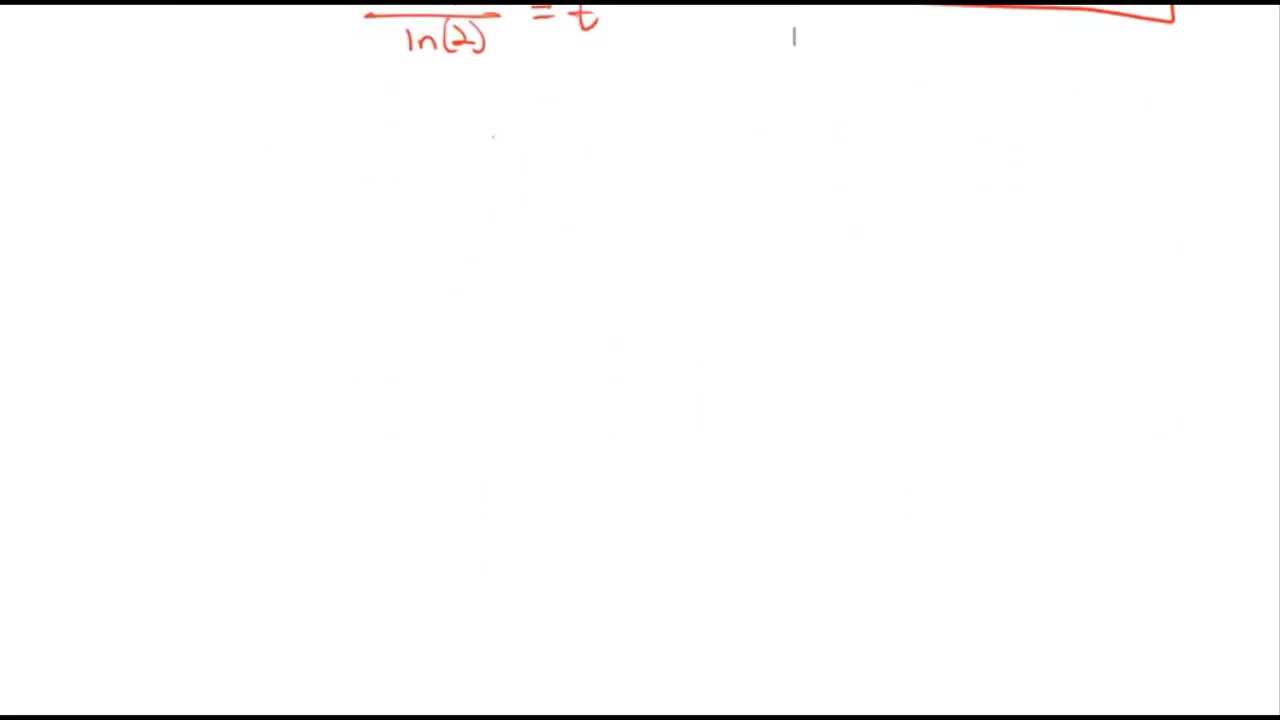 = t
ln(2)